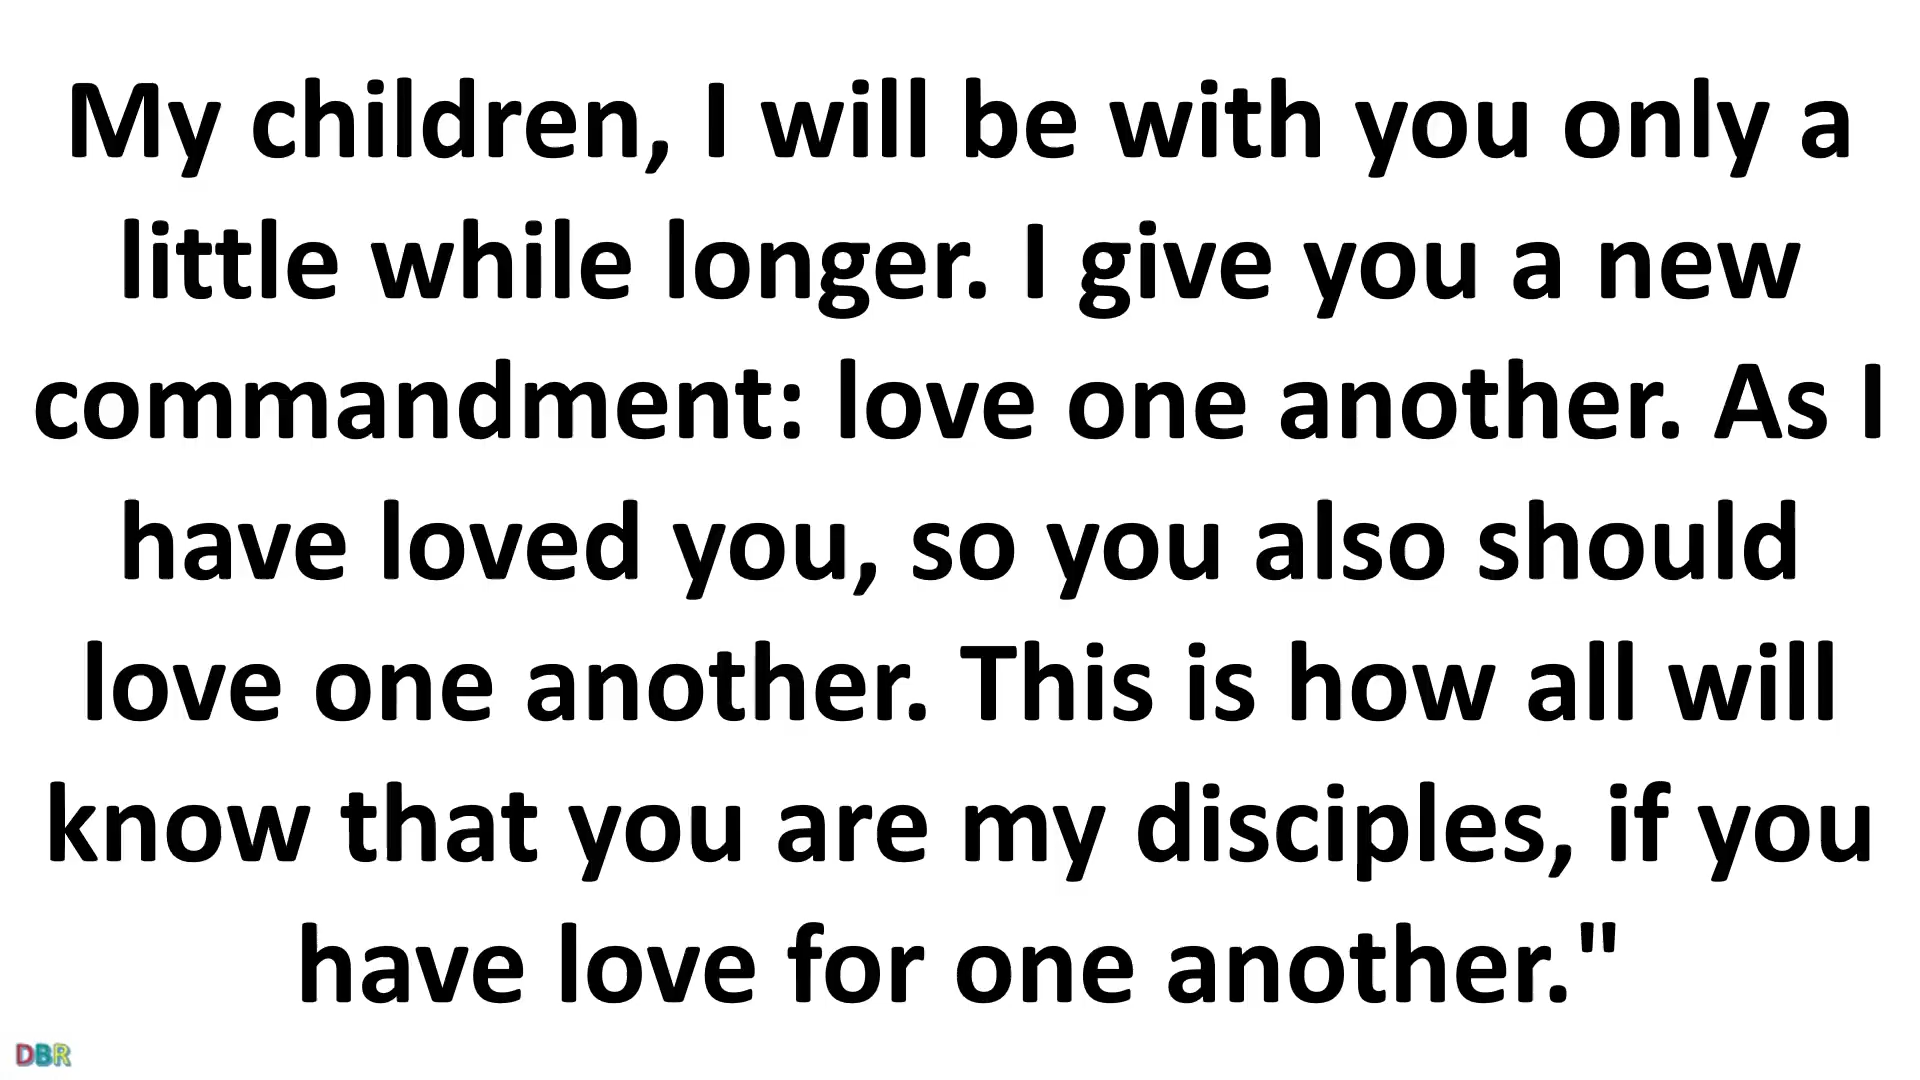 My children, I will be with you only a
little while longer. I give you a new
commandment: love one another. As I
have loved you, so you also should
love one another. This is how all will
know that you are my disciples, if you
have love for one another."
DBR